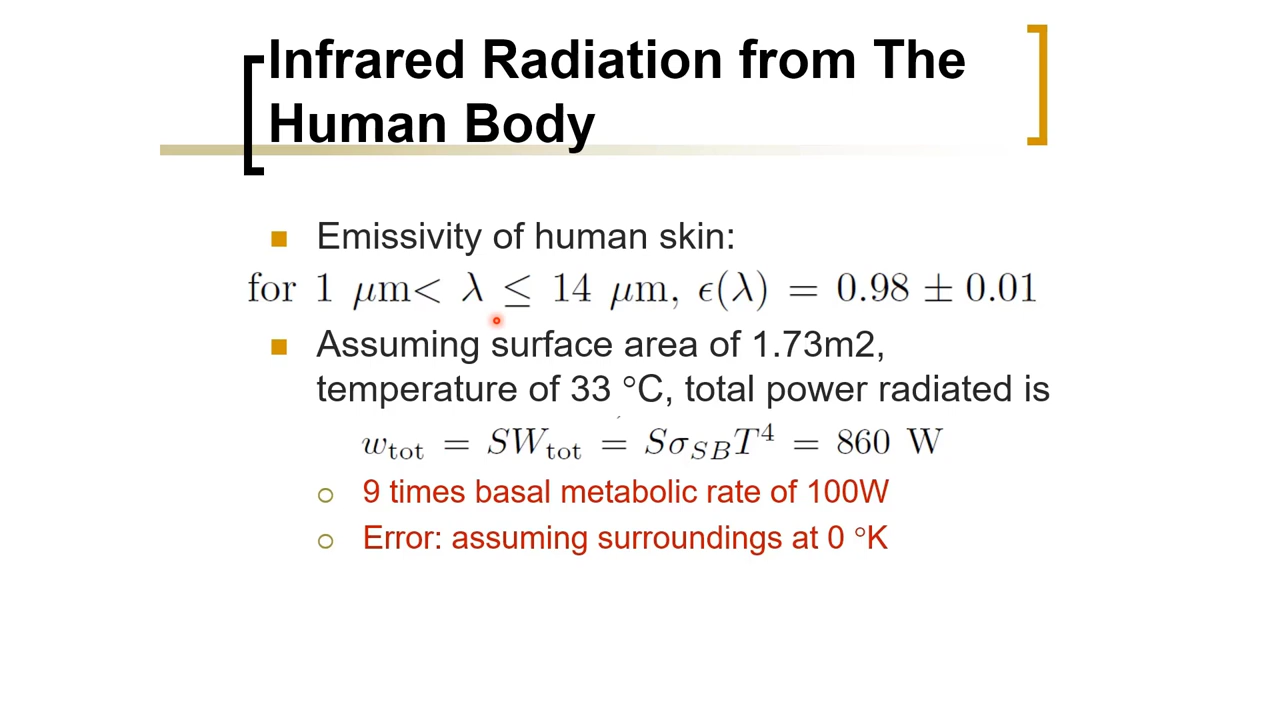 Infrared Radiation from The
Human Body
Emissivity of human skin:
for 1 μm< λ ≤ 14 μm, ϵ(λ) = 0.98 ± 0.01
Assuming surface area of 1.73m2,
temperature of 33 °C, total power radiated is
w_tot = SW_tot = Sσ_SB T⁴ = 860 W
9 times basal metabolic rate of 100W
Error: assuming surroundings at 0 °K